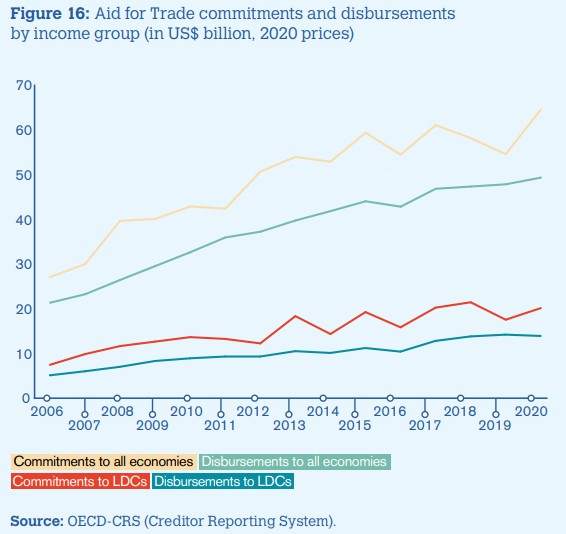 Figure 16: Aid for Trade commitments and disbursements
by income group (in US$ billion, 2020 prices)
70
60
50
40
30
20
10
0
2006 2008 2010 2012 2014 2016 2018 2020
2007 2009 2011 2013 2015 2017 2019
Commitments to all economies Disbursements to all economies
Commitments to LDCs Disbursements to LDCs
Source: OECD-CRS (Creditor Reporting System).